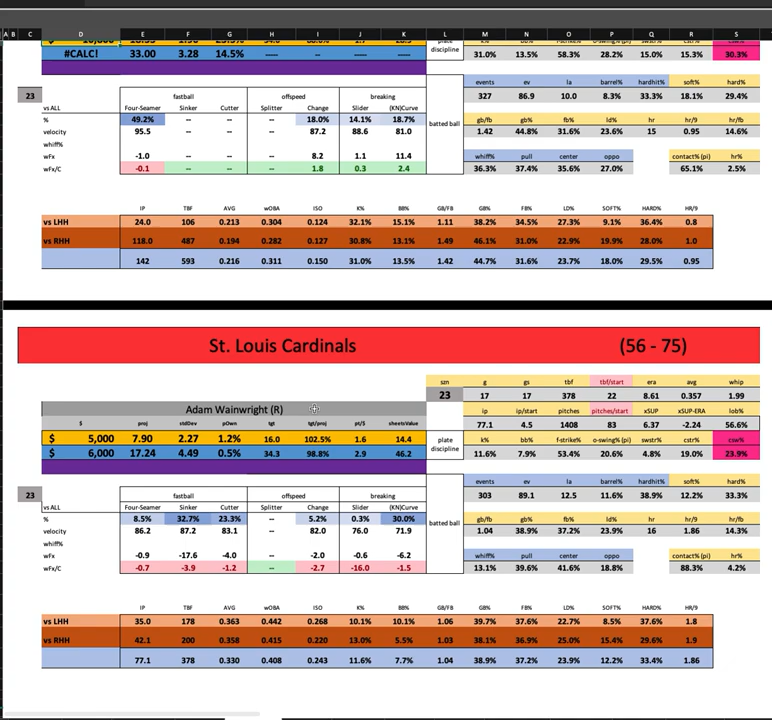 A B C D E F G H I J K L M N O P Q R S
#CALC! 33.00 3.28 14.5% ---- ---- --- ---
plate discipline
31.0% 13.5% 58.3% 28.2% 15.0% 15.3% 30.3%
events ev la barrel% hardhit% soft% hard%
23 fastball offspeed breaking 327 86.9 10.0 8.3% 33.3% 18.1% 29.4%
vs ALL Four-Seamer Sinker Cutter Splitter Change Slider (KN)Curve
% 49.2% -- -- -- 18.0% 14.1% 18.7% batted ball gb/fb gb% fb% ld% hr hr/9 hr/fb
velocity 95.5 -- -- -- 87.2 88.6 81.0 1.42 44.8% 31.6% 23.6% 15 0.95 14.6%
whiff%
wFx -1.0 -- -- -- 8.2 1.1 11.4 whiff% pull center oppo contact% (pi) hr%
wFx/C -0.1 -- -- -- 1.8 0.3 2.4 36.3% 37.4% 35.6% 27.0% 65.1% 2.5%
IP TBF AVG wOBA ISO K% BB% GB/FB GB% FB% LD% SOFT% HARD% HR/9
vs LHH 24.0 106 0.213 0.304 0.124 32.1% 15.1% 1.11 38.2% 34.5% 27.3% 9.1% 36.4% 0.8
vs RHH 118.0 487 0.194 0.282 0.127 30.8% 13.1% 1.49 46.1% 31.0% 22.9% 19.9% 28.0% 1.0
142 593 0.216 0.311 0.150 31.0% 13.5% 1.42 44.7% 31.6% 23.7% 18.0% 29.5% 0.95
St. Louis Cardinals (56 - 75)
szn g gs tbf tbf/start era avg whip
23 17 17 378 22 8.61 0.357 1.99
Adam Wainwright (R) ip ip/start pitches pitches/start xSUP xSUP-ERA lob%
$ proj stdDev pOwn tgt tgt/proj pt/$ sheetsValue 77.1 4.5 1408 83 6.37 -2.24 56.6%
$ 5,000 7.90 2.27 1.2% 16.0 102.5% 1.6 14.4 plate discipline k% bb% f-strike% o-swing% (pi) swstr% cstr% csw%
$ 6,000 17.24 4.49 0.5% 34.3 98.8% 2.9 46.2 11.6% 7.9% 53.4% 20.6% 4.8% 19.0% 23.9%
events ev la barrel% hardhit% soft% hard%
23 fastball offspeed breaking 303 89.1 12.5 11.6% 38.9% 12.2% 33.3%
vs ALL Four-Seamer Sinker Cutter Splitter Change Slider (KN)Curve
% 8.5% 32.7% 23.3% -- 5.2% 0.3% 30.0% batted ball gb/fb gb% fb% ld% hr hr/9 hr/fb
velocity 86.2 87.2 83.1 -- 82.0 76.0 71.9 1.04 38.9% 37.2% 23.9% 16 1.86 14.3%
whiff%
wFx -0.9 -17.6 -4.0 -- -2.0 -0.6 -6.2 whiff% pull center oppo contact% (pi) hr%
wFx/C -0.7 -3.9 -1.2 -- -2.7 -16.0 -1.5 13.1% 39.6% 41.6% 18.8% 88.3% 4.2%
IP TBF AVG wOBA ISO K% BB% GB/FB GB% FB% LD% SOFT% HARD% HR/9
vs LHH 35.0 178 0.363 0.442 0.268 10.1% 10.1% 1.06 39.7% 37.6% 22.7% 8.5% 37.6% 1.8
vs RHH 42.1 200 0.358 0.415 0.220 13.0% 5.5% 1.03 38.1% 36.9% 25.0% 15.4% 29.6% 1.9
77.1 378 0.330 0.408 0.243 11.6% 7.7% 1.04 38.9% 37.2% 23.9% 12.2% 33.4% 1.86